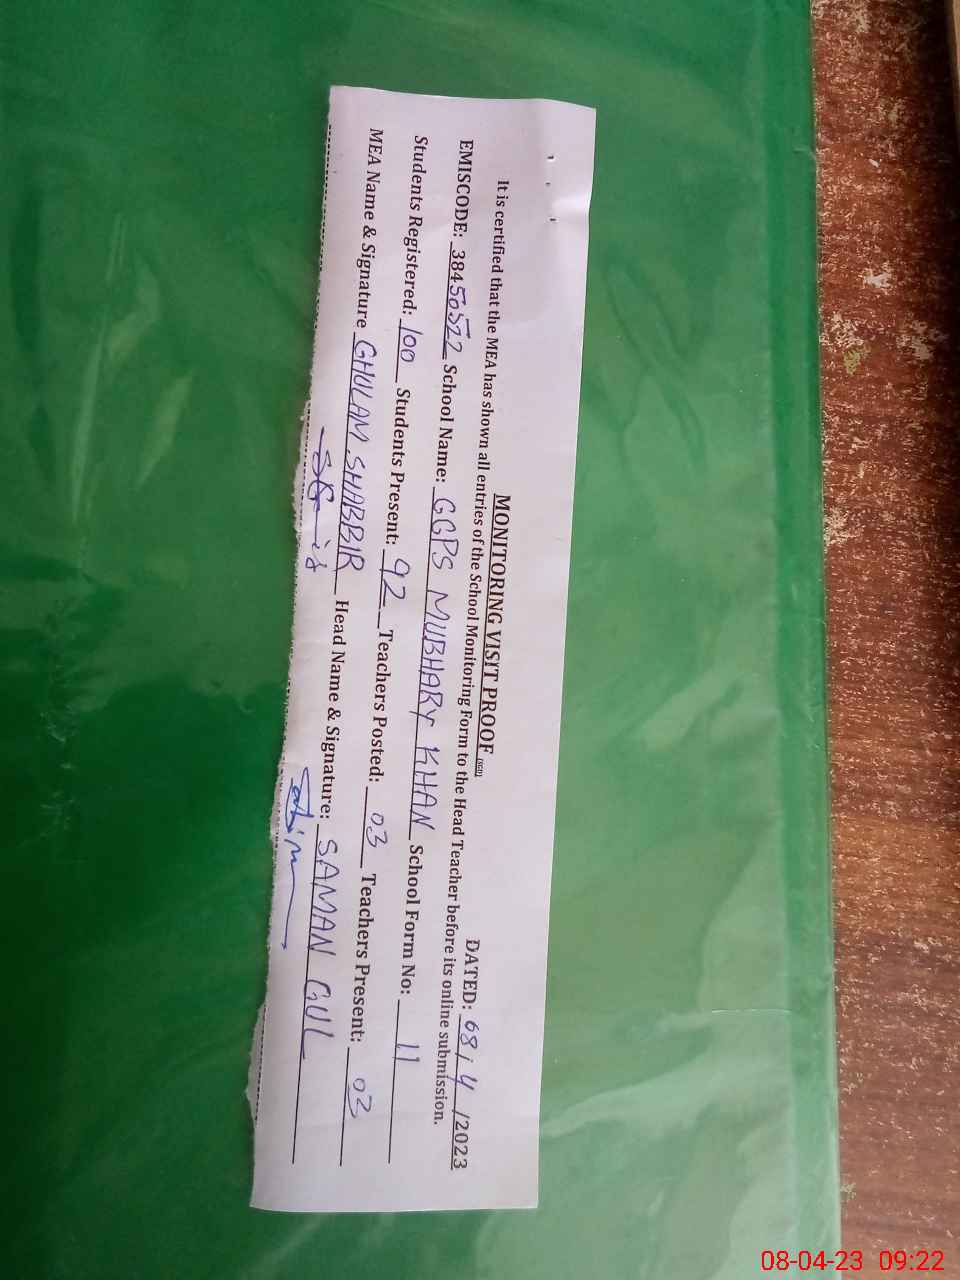 MONITORING VISIT PROOF
DATED: 08/4/2023
It is certified that the MEA has shown all entries of the School Monitoring Form to the Head Teacher before its online submission.
EMISCODE: 38450522 School Name: GGPS MUBHARY KHAN School Form No: 11
Students Registered: 100 Students Present: 92 Teachers Posted: 03 Teachers Present: 03
MEA Name & Signature GHULAM SHABBIR Head Name & Signature: SAMAN GUL
08-04-23 09:22